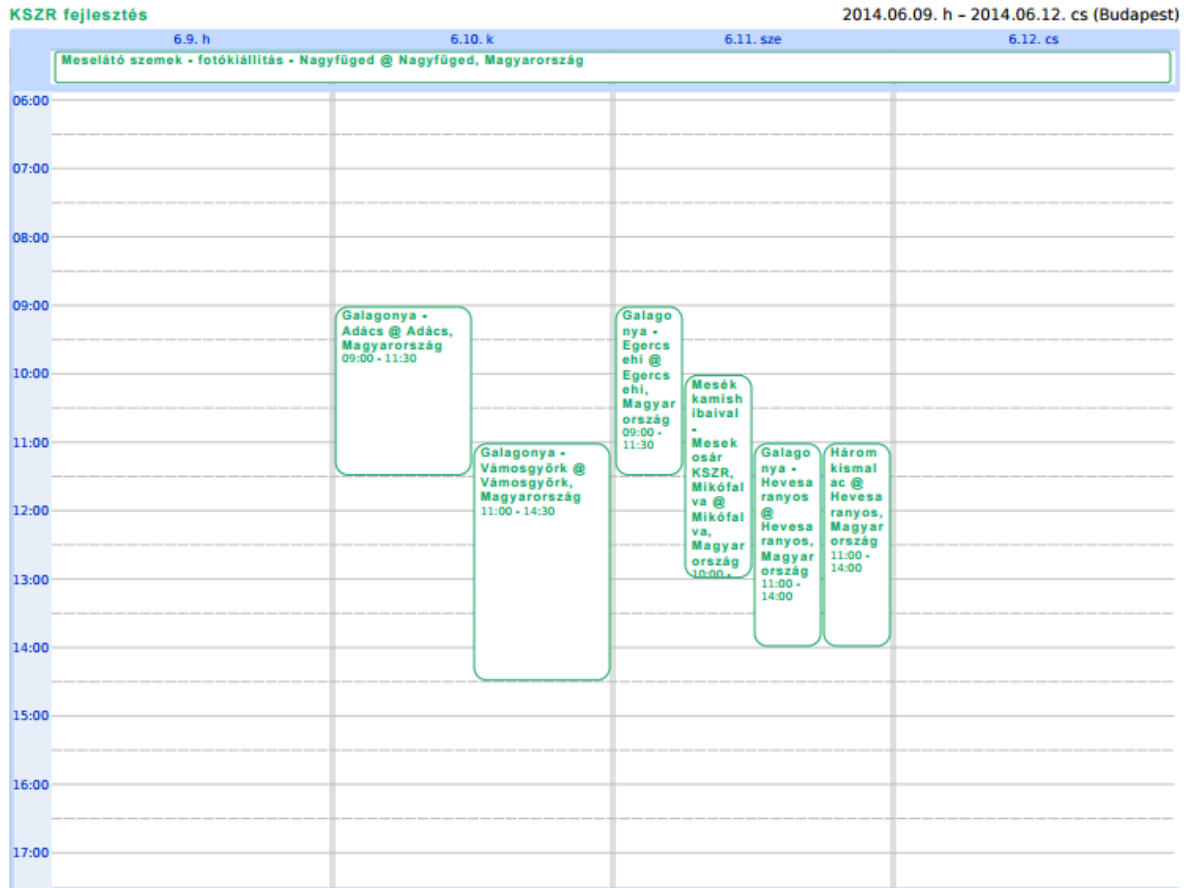 KSZR fejlesztés
2014.06.09. h – 2014.06.12. cs (Budapest)
6.9. h
6.10. k
6.11. sze
6.12. cs
Meselátó szemek - fotókiállítás - Nagyfüged @ Nagyfüged, Magyarország
06:00
07:00
08:00
09:00
10:00
11:00
12:00
13:00
14:00
15:00
16:00
17:00
Galagonya -
Adács @ Adács,
Magyarország
09:00 - 11:30
Galagonya -
Vámosgyörk @
Vámosgyörk,
Magyarország
11:00 - 14:30
Galago
nya -
Egercs
ehi @
Egercs
ehi,
Magyar
ország
09:00 -
11:30
Mesék
kamish
ibaival
-
Mesek
osár
KSZR,
Mikófal
va @
Mikófal
va,
Magyar
ország
10:00 -
Galago
nya -
Hevesa
ranyos
@
Hevesa
ranyos,
Magyar
ország
11:00 -
14:00
Három
kismal
ac @
Hevesa
ranyos,
Magyar
ország
11:00 -
14:00